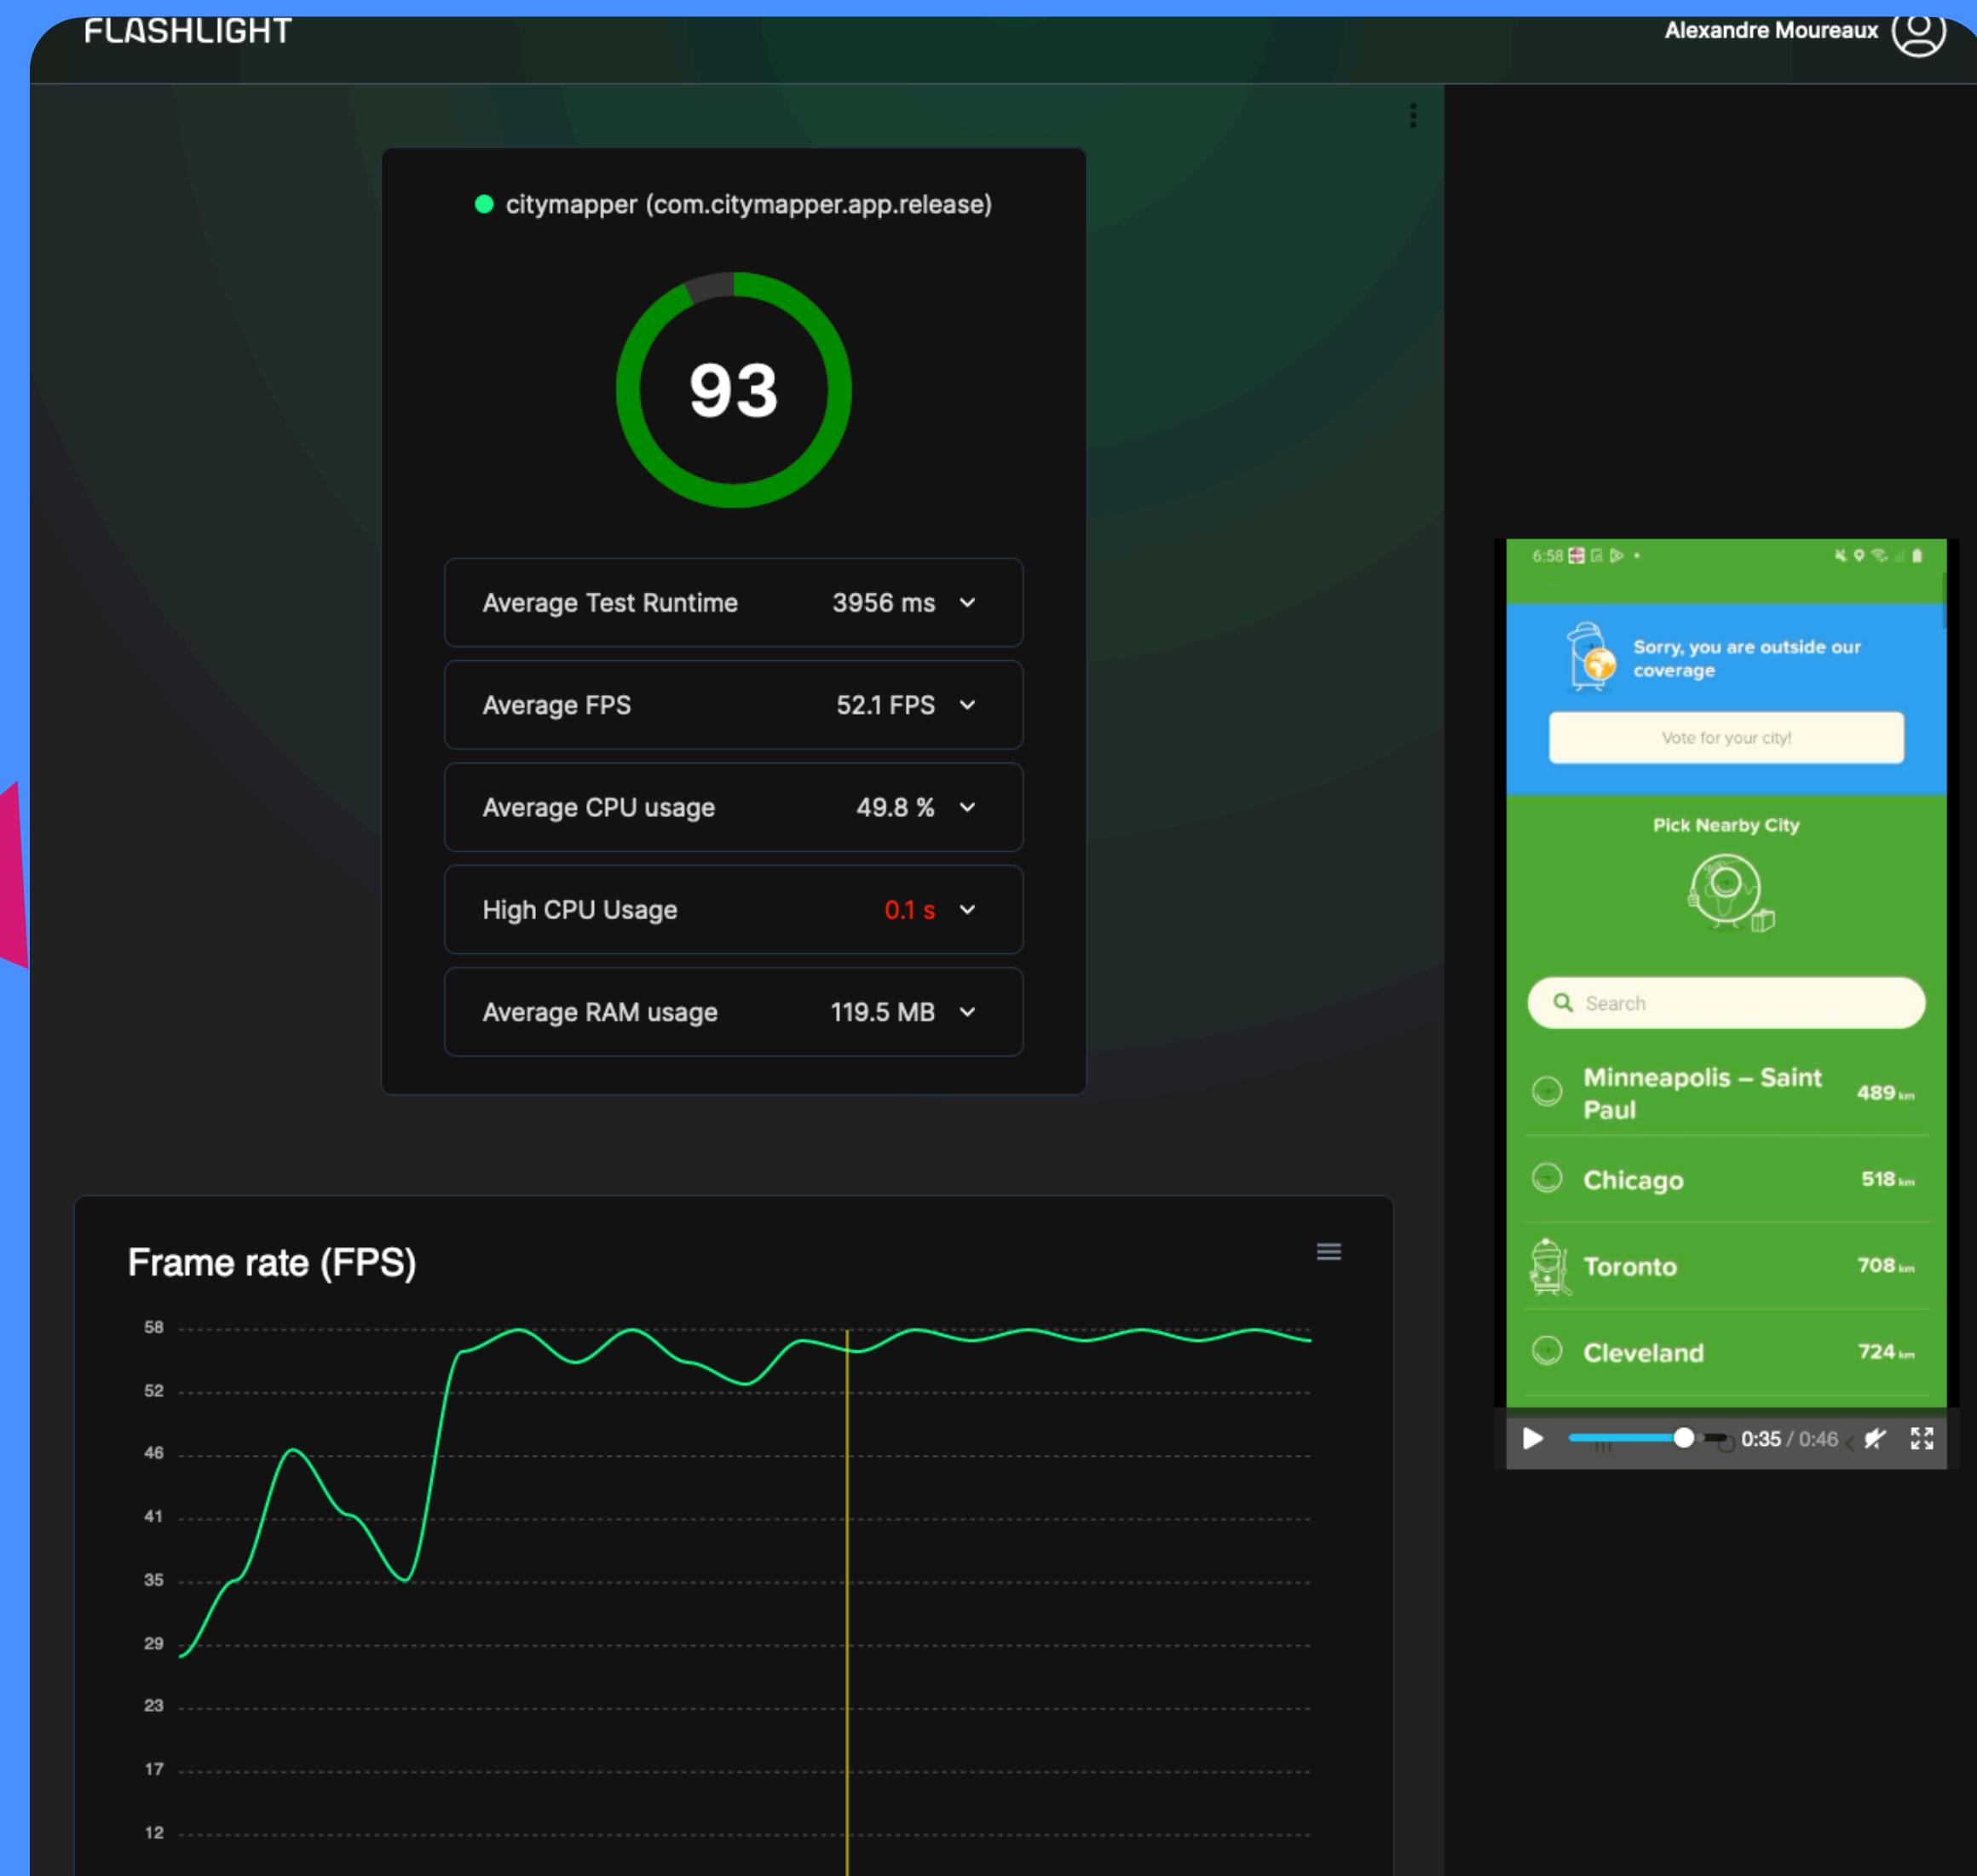 FLASHLIGHT
Alexandre Moureaux
citymapper (com.citymapper.app.release)
93
Average Test Runtime 3956 ms
Average FPS 52.1 FPS
Average CPU usage 49.8 %
High CPU Usage 0.1 s
Average RAM usage 119.5 MB
Frame rate (FPS)
58
52
46
41
35
29
23
17
12
6:58
Sorry, you are outside our
coverage
Vote for your city!
Pick Nearby City
Search
Minneapolis – Saint
Paul
489 km
Chicago 518 km
Toronto 708 km
Cleveland 724 km
0:35 / 0:46